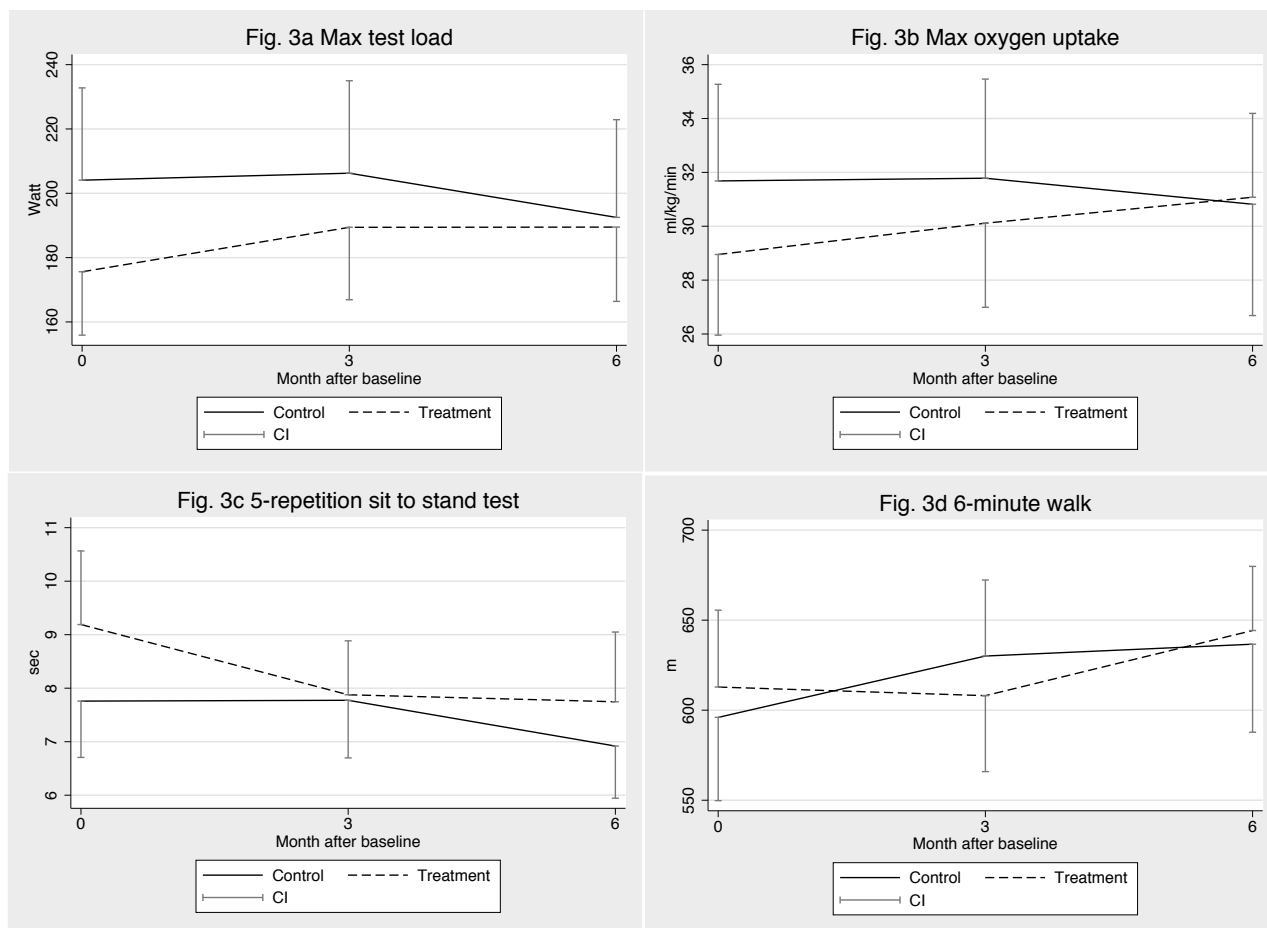 Fig. 3a Max test load
240
220
200
180
160
Watt
0 3 6
Month after baseline
Control Treatment
CI
Fig. 3b Max oxygen uptake
36
34
32
30
28
26
ml/kg/min
0 3 6
Month after baseline
Control Treatment
CI
Fig. 3c 5-repetition sit to stand test
11
10
9
8
7
6
sec
0 3 6
Month after baseline
Control Treatment
CI
Fig. 3d 6-minute walk
700
650
600
550
m
0 3 6
Month after baseline
Control Treatment
CI